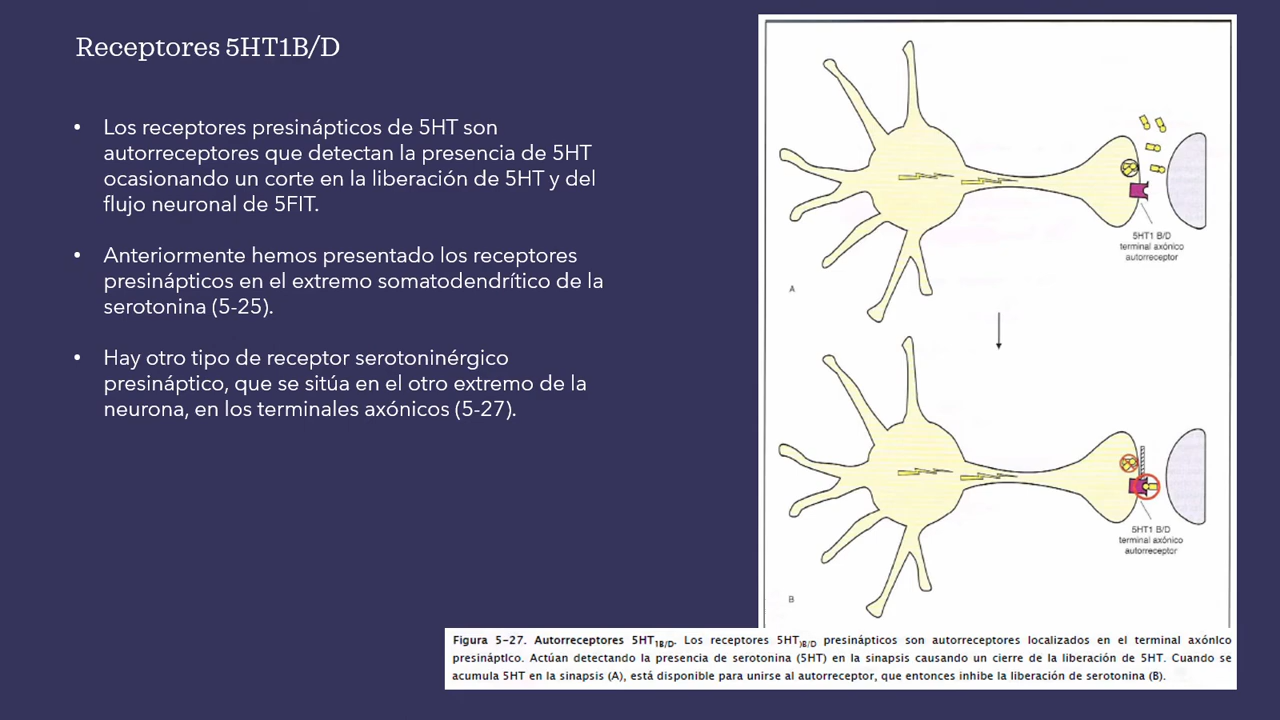 Receptores 5HT1B/D
• Los receptores presinápticos de 5HT son
autorreceptores que detectan la presencia de 5HT
ocasionando un corte en la liberación de 5HT y del
flujo neuronal de 5FIT.
• Anteriormente hemos presentado los receptores
presinápticos en el extremo somatodendrítico de la
serotonina (5-25).
• Hay otro tipo de receptor serotoninérgico
presináptico, que se sitúa en el otro extremo de la
neurona, en los terminales axónicos (5-27).
5HT1 B/D
terminal axónico
autorreceptor
A
5HT1 B/D
terminal axónico
autorreceptor
B
Figura 5-27. Autorreceptores 5HT1B/D. Los receptores 5HT)B/D presinápticos son autorreceptores localizados en el terminal axónIco
presináptIco. Actúan detectando la presencia de serotonina (5HT) en la sinapsis causando un cierre de la liberación de 5HT. Cuando se
acumula 5HT en la sinapsis (A), está disponible para unirse al autorreceptor, que entonces inhibe la liberación de serotonina (B).